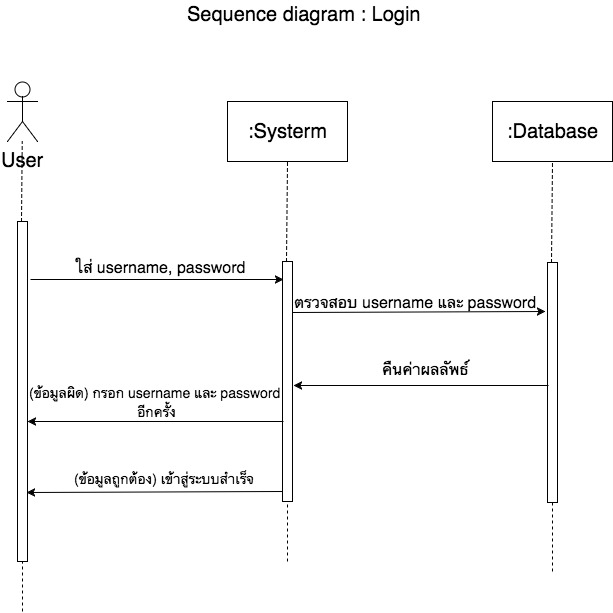 Sequence diagram : Login
User
:Systerm
:Database
ใส่ username, password
ตรวจสอบ username และ password
คืนค่าผลลัพธ์
(ข้อมูลผิด) กรอก username และ password
อีกครั้ง
(ข้อมูลถูกต้อง) เข้าสู่ระบบสำเร็จ